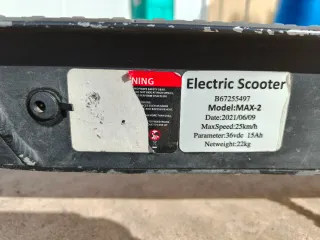 NING
Electric Scooter
B67255497
Model:MAX-2
Date:2021/06/09
MaxSpeed:25km/h
Parameter:36vdc 15Ah
Netweight:22kg